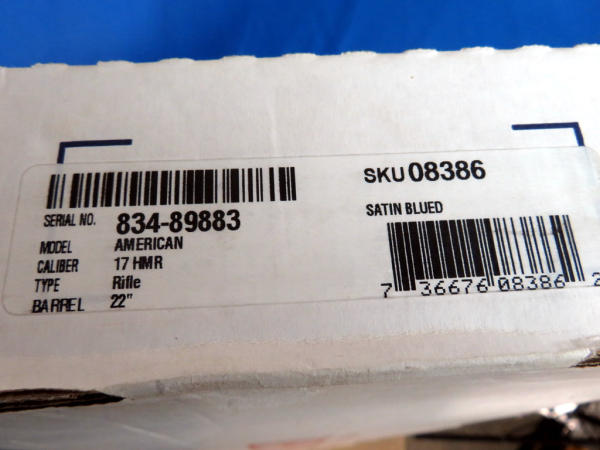 SKU 08386
SERIAL NO. 834-89883
SATIN BLUED
MODEL AMERICAN
CALIBER 17 HMR
TYPE Rifle
BARREL 22"
7 36676 08386 2